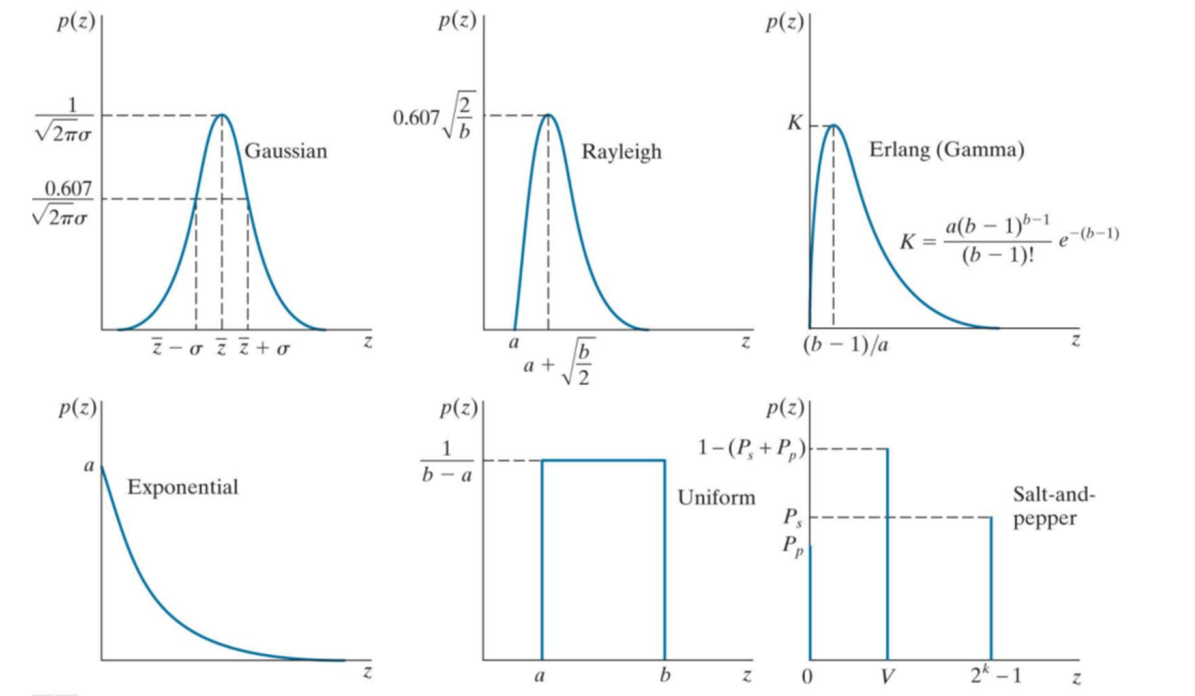 p(z)
1
√2πσ
0.607
√2πσ
Gaussian
z̄ − σ z̄ z̄ + σ z
p(z)
0.607 √2/b
Rayleigh
a z
a + √b/2
p(z)
K
Erlang (Gamma)
K = a(b − 1)^{b−1} / (b − 1)! e^{−(b−1)}
(b − 1)/a z
p(z)
a
Exponential
z
p(z)
1
b − a
Uniform
a b z
p(z)
1−(Pₛ + Pₚ)
Salt-and-
pepper
Pₛ
Pₚ
0 V 2ᵏ − 1 z